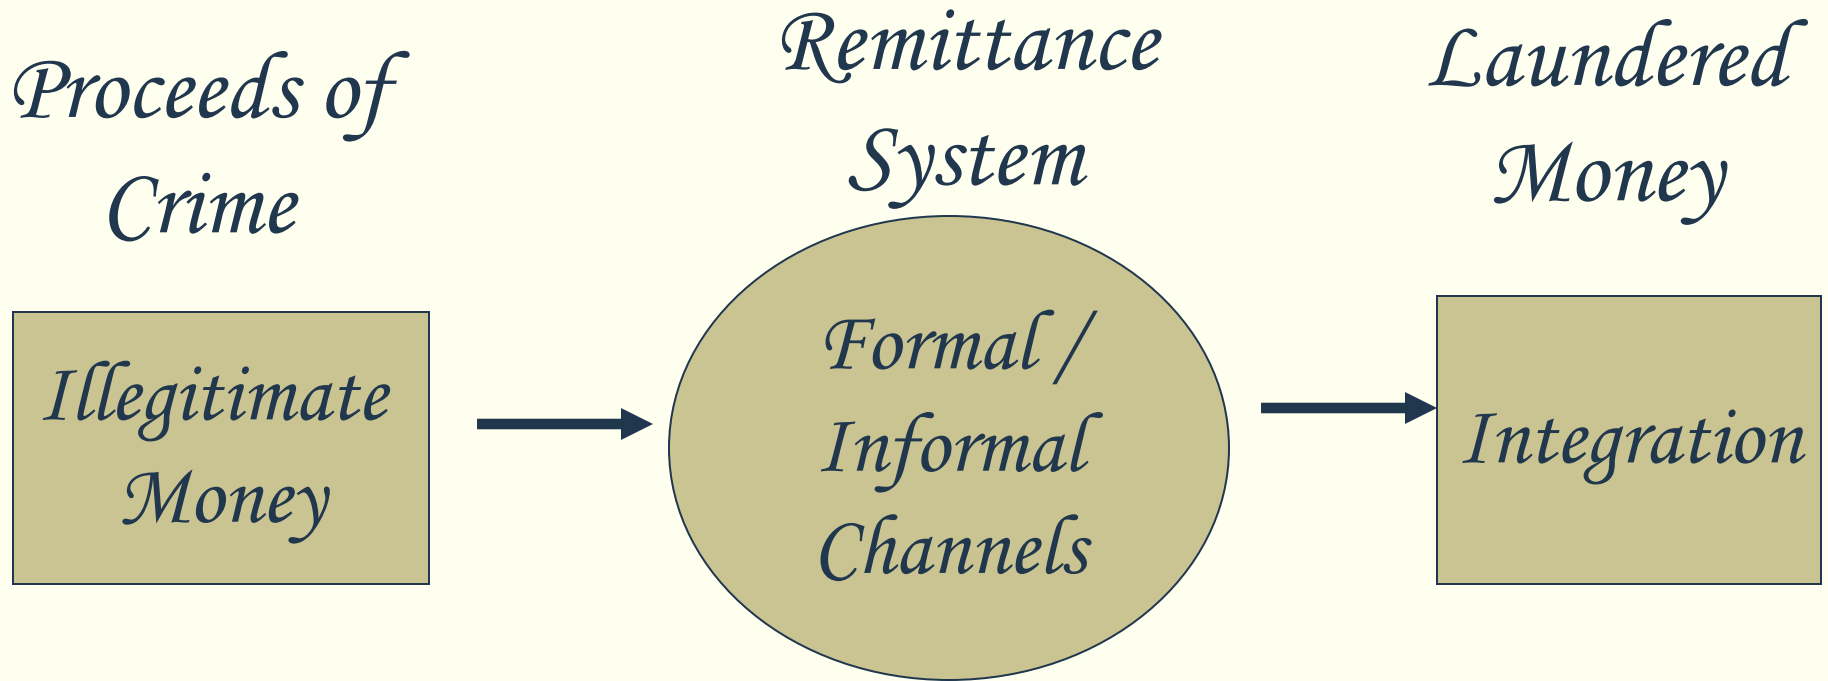 Proceeds of
Crime
Illegitimate
Money
Remittance
System
Formal /
Informal
Channels
Laundered
Money
Integration